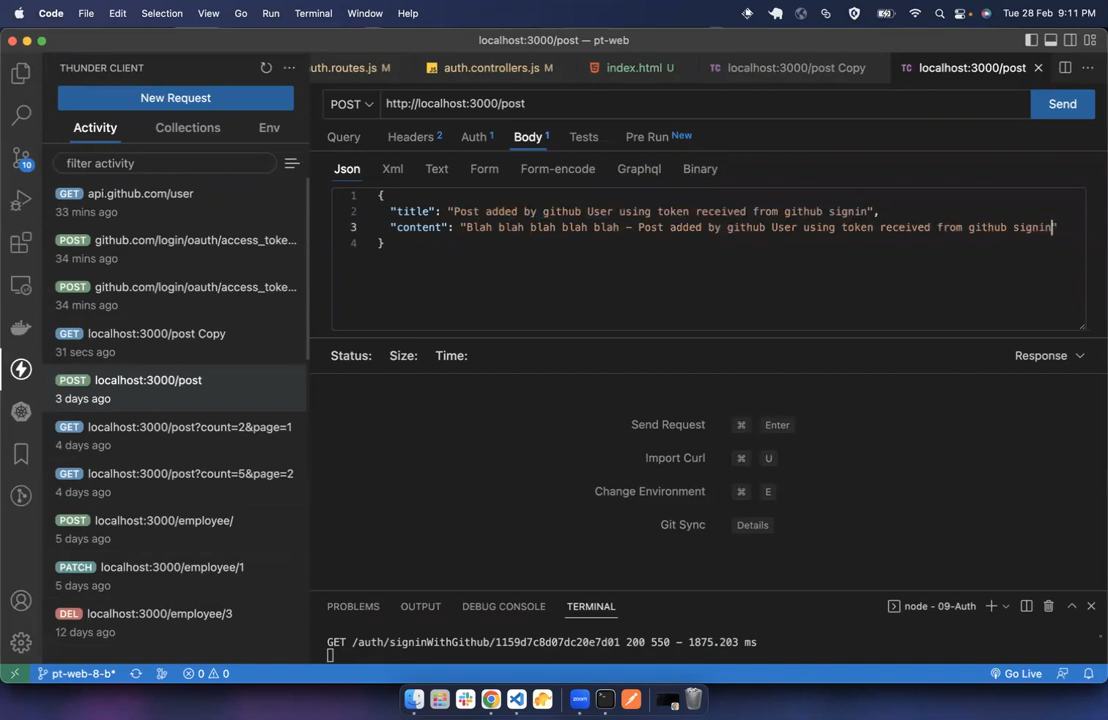 Code File Edit Selection View Go Run Terminal Window Help Tue 28 Feb 9:11 PM
localhost:3000/post — pt-web
THUNDER CLIENT
New Request
Activity Collections Env
filter activity
GET api.github.com/user
33 mins ago
POST github.com/login/oauth/access_toke...
34 mins ago
POST github.com/login/oauth/access_toke...
34 mins ago
GET localhost:3000/post Copy
31 secs ago
POST localhost:3000/post
3 days ago
GET localhost:3000/post?count=2&page=1
4 days ago
GET localhost:3000/post?count=5&page=2
4 days ago
POST localhost:3000/employee/
5 days ago
PATCH localhost:3000/employee/1
5 days ago
DEL localhost:3000/employee/3
12 days ago
10
auth.routes.js M JS auth.controllers.js M index.html U TC localhost:3000/post Copy TC localhost:3000/post
POST http://localhost:3000/post Send
Query Headers 2 Auth 1 Body 1 Tests Pre Run New
Json Xml Text Form Form-encode Graphql Binary
1 {
2 "title": "Post added by github User using token received from github signin",
3 "content": "Blah blah blah blah blah - Post added by github User using token received from github signin"
4 }
Status: Size: Time: Response
Send Request ⌘ Enter
Import Curl ⌘ U
Change Environment ⌘ E
Git Sync Details
PROBLEMS OUTPUT DEBUG CONSOLE TERMINAL node - 09-Auth
GET /auth/signinWithGithub/1159d7c8d07dc20e7d01 200 550 - 1875.203 ms
pt-web-8-b* 0 0 Go Live
zoom